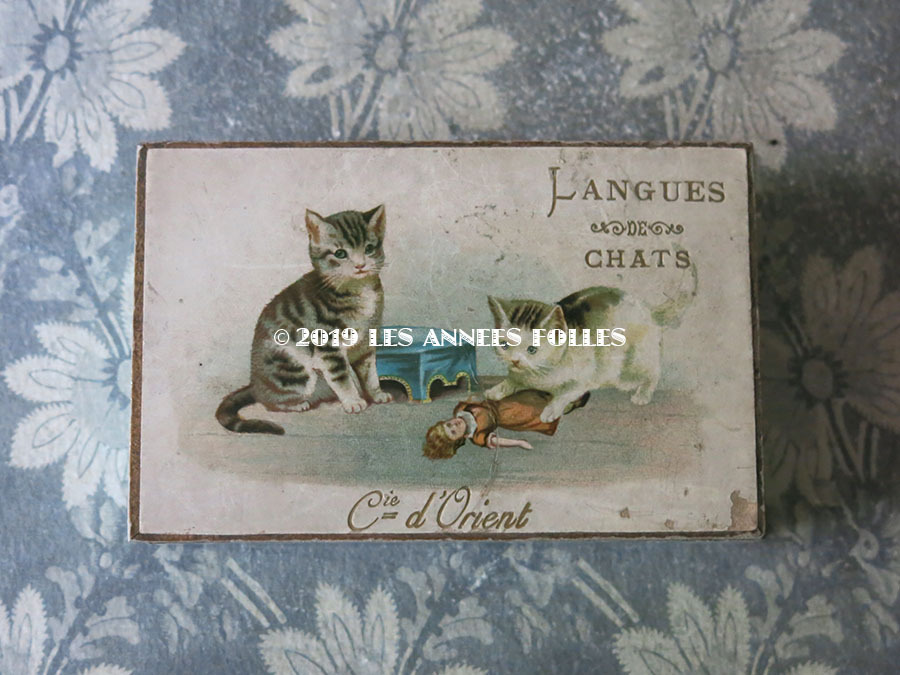 LANGUES
DE
CHATS
© 2019 LES ANNEES FOLLES
Cie d'Orient